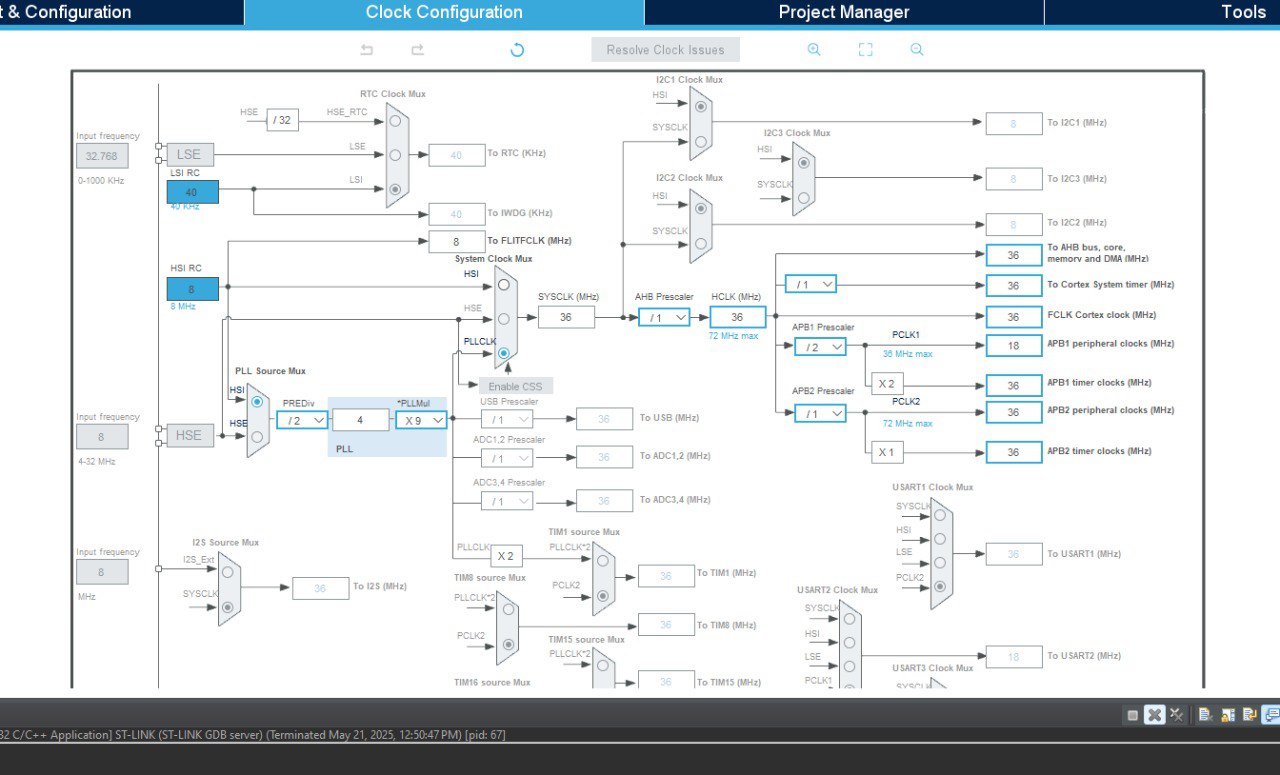 t & Configuration
Clock Configuration
Project Manager
Tools
Resolve Clock Issues
RTC Clock Mux
HSE
/ 32
HSE_RTC
Input frequency
32.768
0-1000 KHz
LSE
LSE
40
To RTC (KHz)
LSI RC
40
40 KHz
LSI
40
To IWDG (KHz)
8
To FLITFCLK (MHz)
HSI RC
8
8 MHz
System Clock Mux
HSI
HSE
PLLCLK
SYSCLK (MHz)
36
Enable CSS
I2C1 Clock Mux
HSI
SYSCLK
8
To I2C1 (MHz)
I2C3 Clock Mux
HSI
SYSCLK
8
To I2C3 (MHz)
I2C2 Clock Mux
HSI
SYSCLK
8
To I2C2 (MHz)
AHB Prescaler
/ 1
HCLK (MHz)
36
72 MHz max
36
To AHB bus, core,
memory and DMA (MHz)
/ 1
36
To Cortex System timer (MHz)
36
FCLK Cortex clock (MHz)
APB1 Prescaler
/ 2
PCLK1
36 MHz max
18
APB1 peripheral clocks (MHz)
X 2
36
APB1 timer clocks (MHz)
APB2 Prescaler
/ 1
PCLK2
72 MHz max
36
APB2 peripheral clocks (MHz)
X 1
36
APB2 timer clocks (MHz)
PLL Source Mux
HSI
HSE
PREDiv
/ 2
4
*PLLMul
X 9
PLL
Input frequency
8
4-32 MHz
HSE
USB Prescaler
/ 1
36
To USB (MHz)
ADC1,2 Prescaler
/ 1
36
To ADC1,2 (MHz)
ADC3,4 Prescaler
/ 1
36
To ADC3,4 (MHz)
Input frequency
8
MHz
I2S Source Mux
I2S_Ext
SYSCLK
36
To I2S (MHz)
PLLCLK
X 2
TIM1 source Mux
PLLCLK*2
PCLK2
36
To TIM1 (MHz)
TIM8 source Mux
PLLCLK*2
PCLK2
36
To TIM8 (MHz)
TIM15 source Mux
PLLCLK*2
36
To TIM15 (MHz)
TIM16 source Mux
USART1 Clock Mux
SYSCLK
HSI
LSE
PCLK2
36
To USART1 (MHz)
USART2 Clock Mux
SYSCLK
HSI
LSE
PCLK1
18
To USART2 (MHz)
USART3 Clock Mux
SYSCLK
32 C/C++ Application] ST-LINK (ST-LINK GDB server) (Terminated May 21, 2025, 12:50:47 PM) [pid: 67]